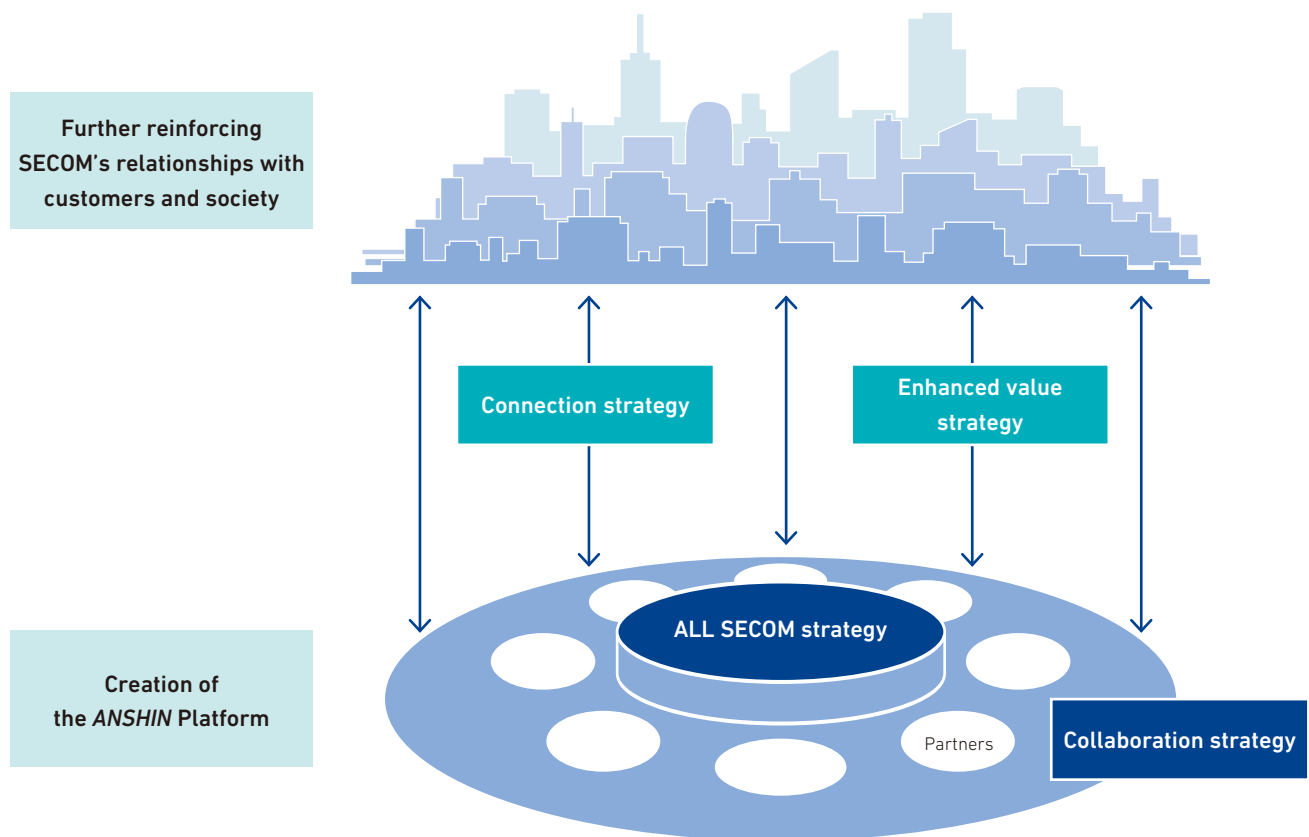 Further reinforcing
SECOM's relationships with
customers and society
Connection strategy
Enhanced value
strategy
ALL SECOM strategy
Creation of
the ANSHIN Platform
Partners
Collaboration strategy